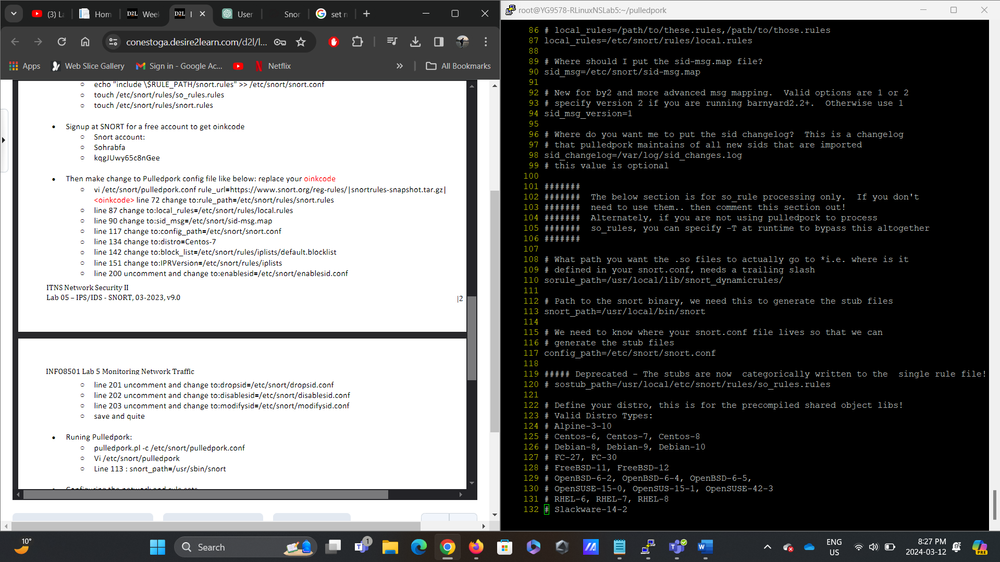 (3) La
Hom
D2L Wee
D2L I
User
Snor
set n
conestoga.desire2learn.com/d2l/l...
Apps
Web Slice Gallery
Sign in - Google Ac...
Netflix
»
All Bookmarks
echo "include \$RULE_PATH/snort.rules" >> /etc/snort/snort.conf
touch /etc/snort/rules/so_rules.rules
touch /etc/snort/rules/snort.rules
Signup at SNORT for a free account to get oinkcode
Snort account:
Sohrabfa
kqgJUwy65c8nGee
Then make change to Pulledpork config file like below: replace your oinkcode
vi /etc/snort/pulledpork.conf rule_url=https://www.snort.org/reg-rules/|snortrules-snapshot.tar.gz|
<oinkcode> line 72 change to:rule_path=/etc/snort/rules/snort.rules
line 87 change to:local_rules=/etc/snort/rules/local.rules
line 90 change to:sid_msg=/etc/snort/sid-msg.map
line 117 change to:config_path=/etc/snort/snort.conf
line 134 change to:distro=Centos-7
line 142 change to:block_list=/etc/snort/rules/iplists/default.blocklist
line 151 change to:IPRVersion=/etc/snort/rules/iplists
line 200 uncomment and change to:enablesid=/etc/snort/enablesid.conf
ITNS Network Security II
Lab 05 – IPS/IDS - SNORT, 03-2023, v9.0
|2
INFO8501 Lab 5 Monitoring Network Traffic
line 201 uncomment and change to:dropsid=/etc/snort/dropsid.conf
line 202 uncomment and change to:disablesid=/etc/snort/disablesid.conf
line 203 uncomment and change to:modifysid=/etc/snort/modifysid.conf
save and quite
Runing Pulledpork:
pulledpork.pl -c /etc/snort/pulledpork.conf
Vi /etc/snort/pulledpork
Line 113 : snort_path=/usr/sbin/snort
Configuring the network and rule sets
root@YG9578-RLinuxNSLab5:~/pulledpork
86 # local_rules=/path/to/these.rules,/path/to/those.rules
87 local_rules=/etc/snort/rules/local.rules
88
89 # Where should I put the sid-msg.map file?
90 sid_msg=/etc/snort/sid-msg.map
91
92 # New for by2 and more advanced msg mapping.  Valid options are 1 or 2
93 # specify version 2 if you are running barnyard2.2+.  Otherwise use 1
94 sid_msg_version=1
95
96 # Where do you want me to put the sid changelog?  This is a changelog
97 # that pulledpork maintains of all new sids that are imported
98 sid_changelog=/var/log/sid_changes.log
99 # this value is optional
100
101 #######
102 #######  The below section is for so_rule processing only.  If you don't
103 #######  need to use them.. then comment this section out!
104 #######  Alternately, if you are not using pulledpork to process
105 #######  so_rules, you can specify -T at runtime to bypass this altogether
106 #######
107
108 # What path you want the .so files to actually go to *i.e. where is it
109 # defined in your snort.conf, needs a trailing slash
110 sorule_path=/usr/local/lib/snort_dynamicrules/
111
112 # Path to the snort binary, we need this to generate the stub files
113 snort_path=/usr/local/bin/snort
114
115 # We need to know where your snort.conf file lives so that we can
116 # generate the stub files
117 config_path=/etc/snort/snort.conf
118
119 ##### Deprecated - The stubs are now  categorically written to the  single rule file!
120 # sostub_path=/usr/local/etc/snort/rules/so_rules.rules
121
122 # Define your distro, this is for the precompiled shared object libs!
123 # Valid Distro Types:
124 # Alpine-3-10
125 # Centos-6, Centos-7, Centos-8
126 # Debian-8, Debian-9, Debian-10
127 # FC-27, FC-30
128 # FreeBSD-11, FreeBSD-12
129 # OpenBSD-6-2, OpenBSD-6-4, OpenBSD-6-5,
130 # OpenSUSE-15-0, OpenSUS-15-1, OpenSUSE-42-3
131 # RHEL-6, RHEL-7, RHEL-8
132 # Slackware-14-2
10°
Search
1
ENG
US
8:27 PM
2024-03-12
PRE